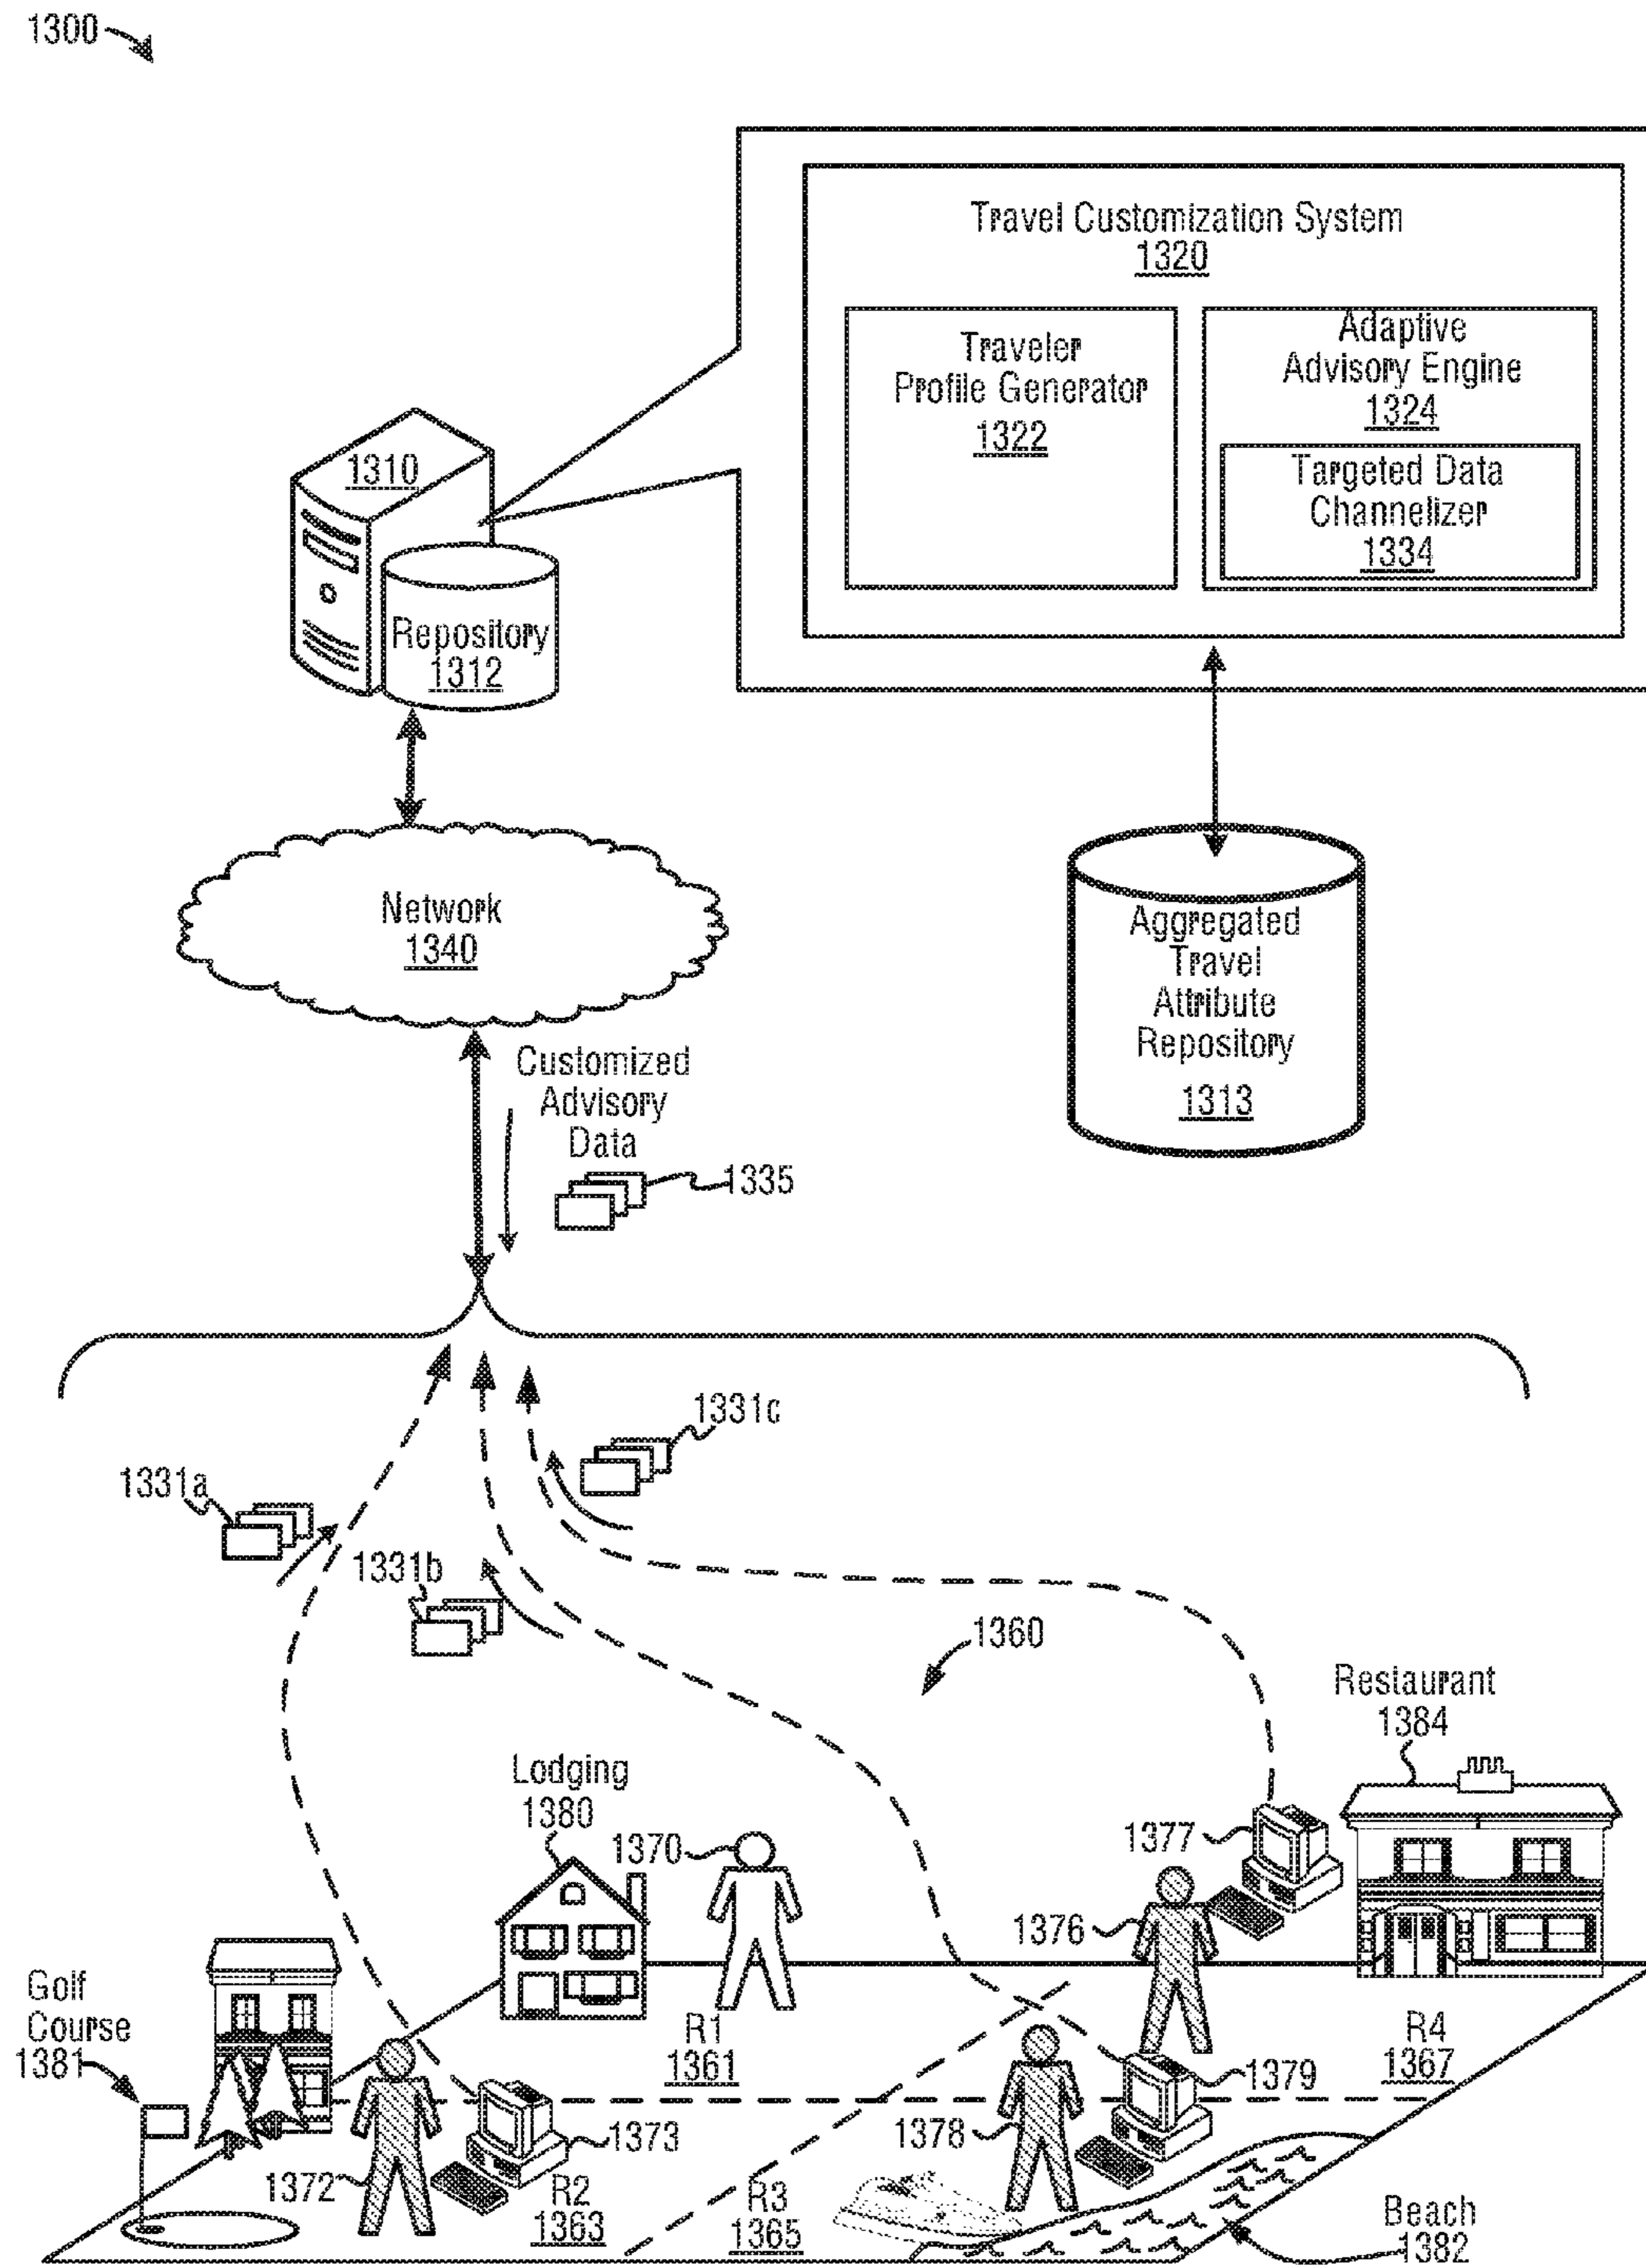 1300
Travel Customization System
1320
Traveler
Profile Generator
1322
Adaptive
Advisory Engine
1324
Targeted Data
Channelizer
1334
1310
Repository
1312
Network
1340
Aggregated
Travel
Attribute
Repository
1313
Customized
Advisory
Data
1335
1331c
1331a
1331b
1360
Restaurant
1384
Lodging
1380
1370
1377
1376
Golf
Course
1381
R1
1361
R4
1367
1379
1373
1378
1372
R2
1363
R3
1365
Beach
1382